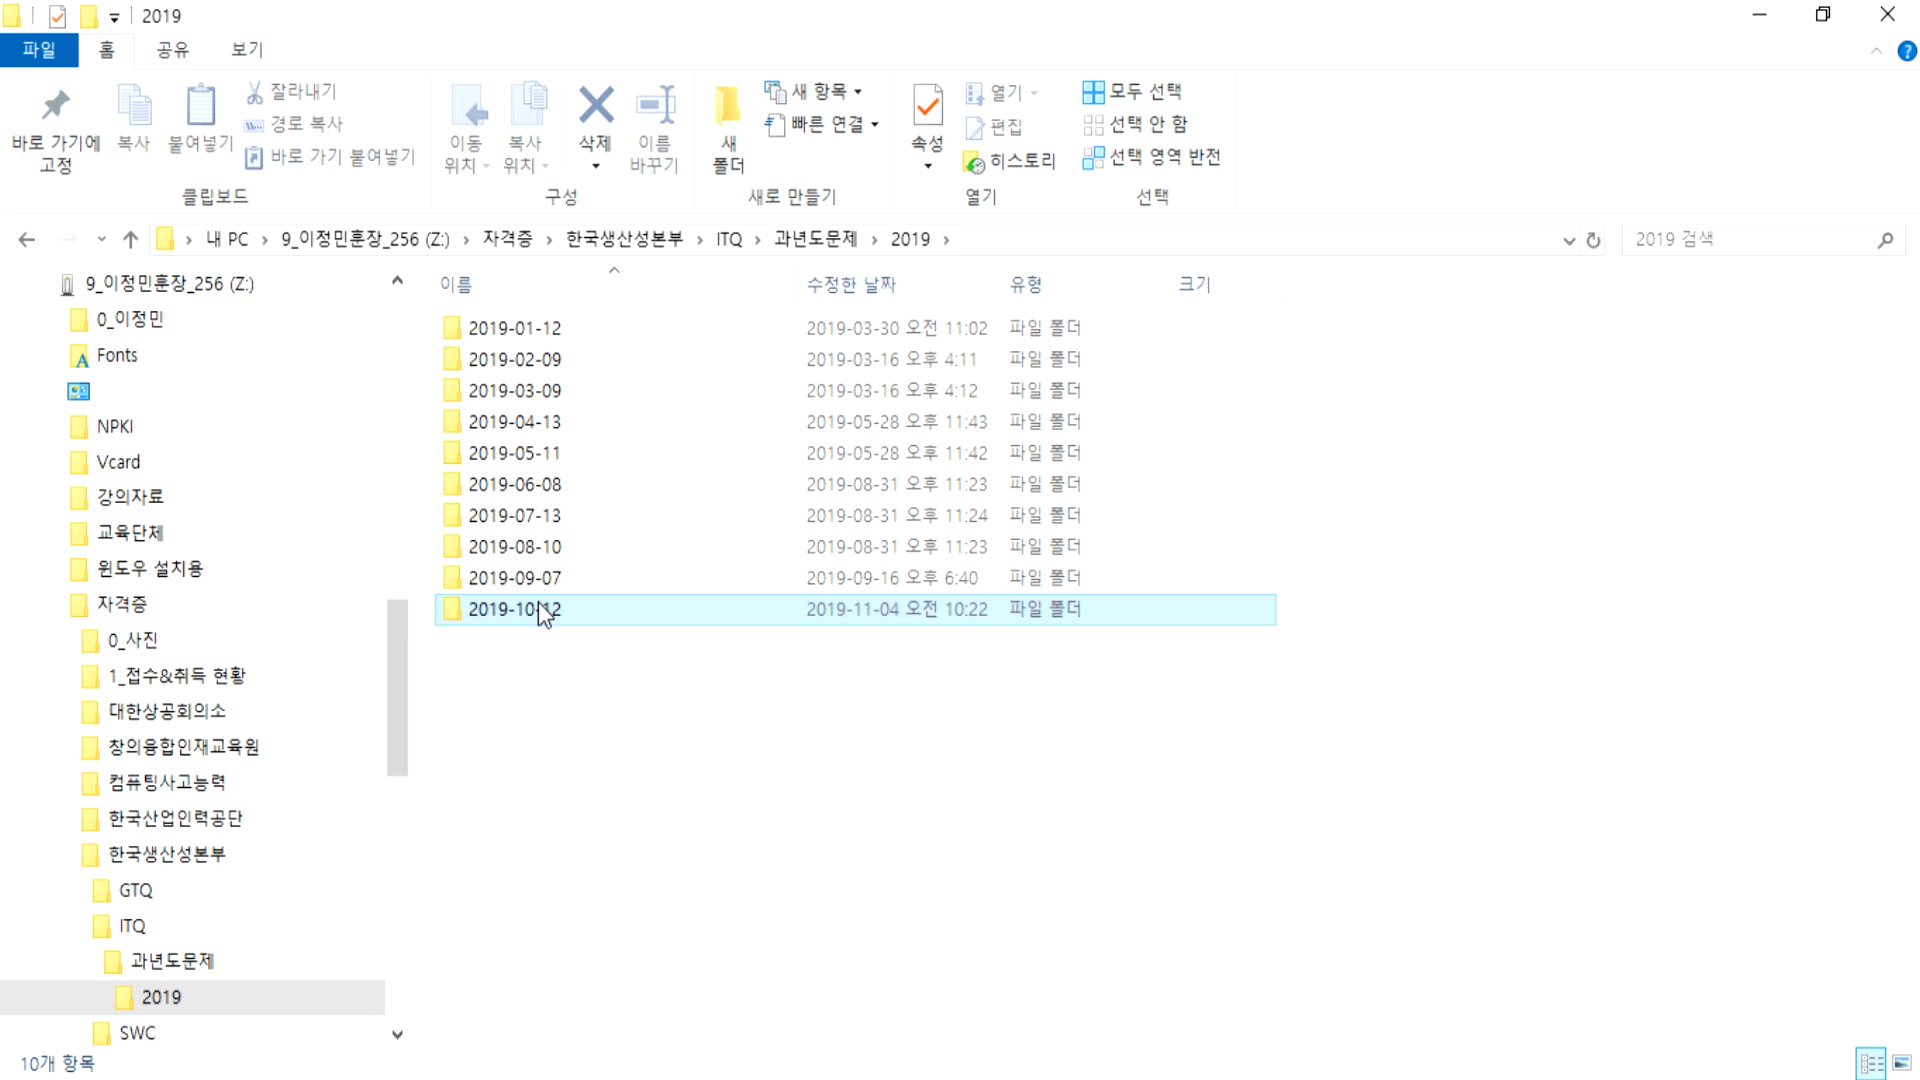 2019
파일 홈 공유 보기
바로 가기에 고정
복사
붙여넣기
잘라내기
경로 복사
바로 가기 붙여넣기
클립보드
이동 위치
복사 위치
삭제
이름 바꾸기
구성
새 폴더
새 항목
빠른 연결
새로 만들기
속성
열기
편집
히스토리
열기
모두 선택
선택 안 함
선택 영역 반전
선택
내 PC > 9_이정민훈장_256 (Z:) > 자격증 > 한국생산성본부 > ITQ > 과년도문제 > 2019 >
2019 검색
9_이정민훈장_256 (Z:)
0_이정민
Fonts
NPKI
Vcard
강의자료
교육단체
윈도우 설치용
자격증
0_사진
1_접수&취득 현황
대한상공회의소
창의융합인재교육원
컴퓨팅사고능력
한국산업인력공단
한국생산성본부
GTQ
ITQ
과년도문제
2019
SWC
이름 수정한 날짜 유형 크기
2019-01-12 2019-03-30 오전 11:02 파일 폴더
2019-02-09 2019-03-16 오후 4:11 파일 폴더
2019-03-09 2019-03-16 오후 4:12 파일 폴더
2019-04-13 2019-05-28 오후 11:43 파일 폴더
2019-05-11 2019-05-28 오후 11:42 파일 폴더
2019-06-08 2019-08-31 오후 11:23 파일 폴더
2019-07-13 2019-08-31 오후 11:24 파일 폴더
2019-08-10 2019-08-31 오후 11:23 파일 폴더
2019-09-07 2019-09-16 오후 6:40 파일 폴더
2019-10-12 2019-11-04 오전 10:22 파일 폴더
10개 항목